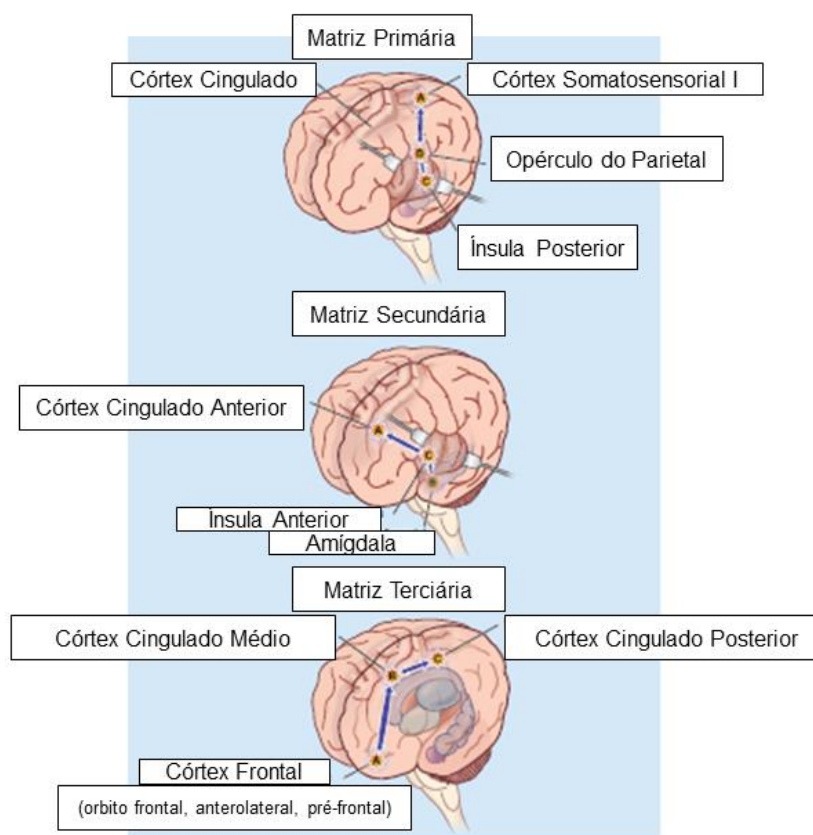 Matriz Primária
Córtex Cingulado
Córtex Somatosensorial I
A
B
Opérculo do Parietal
C
Ínsula Posterior
Matriz Secundária
Córtex Cingulado Anterior
A
C
B
Ínsula Anterior
Amígdala
Matriz Terciária
Córtex Cingulado Médio
Córtex Cingulado Posterior
B
C
A
Córtex Frontal
(orbito frontal, anterolateral, pré-frontal)